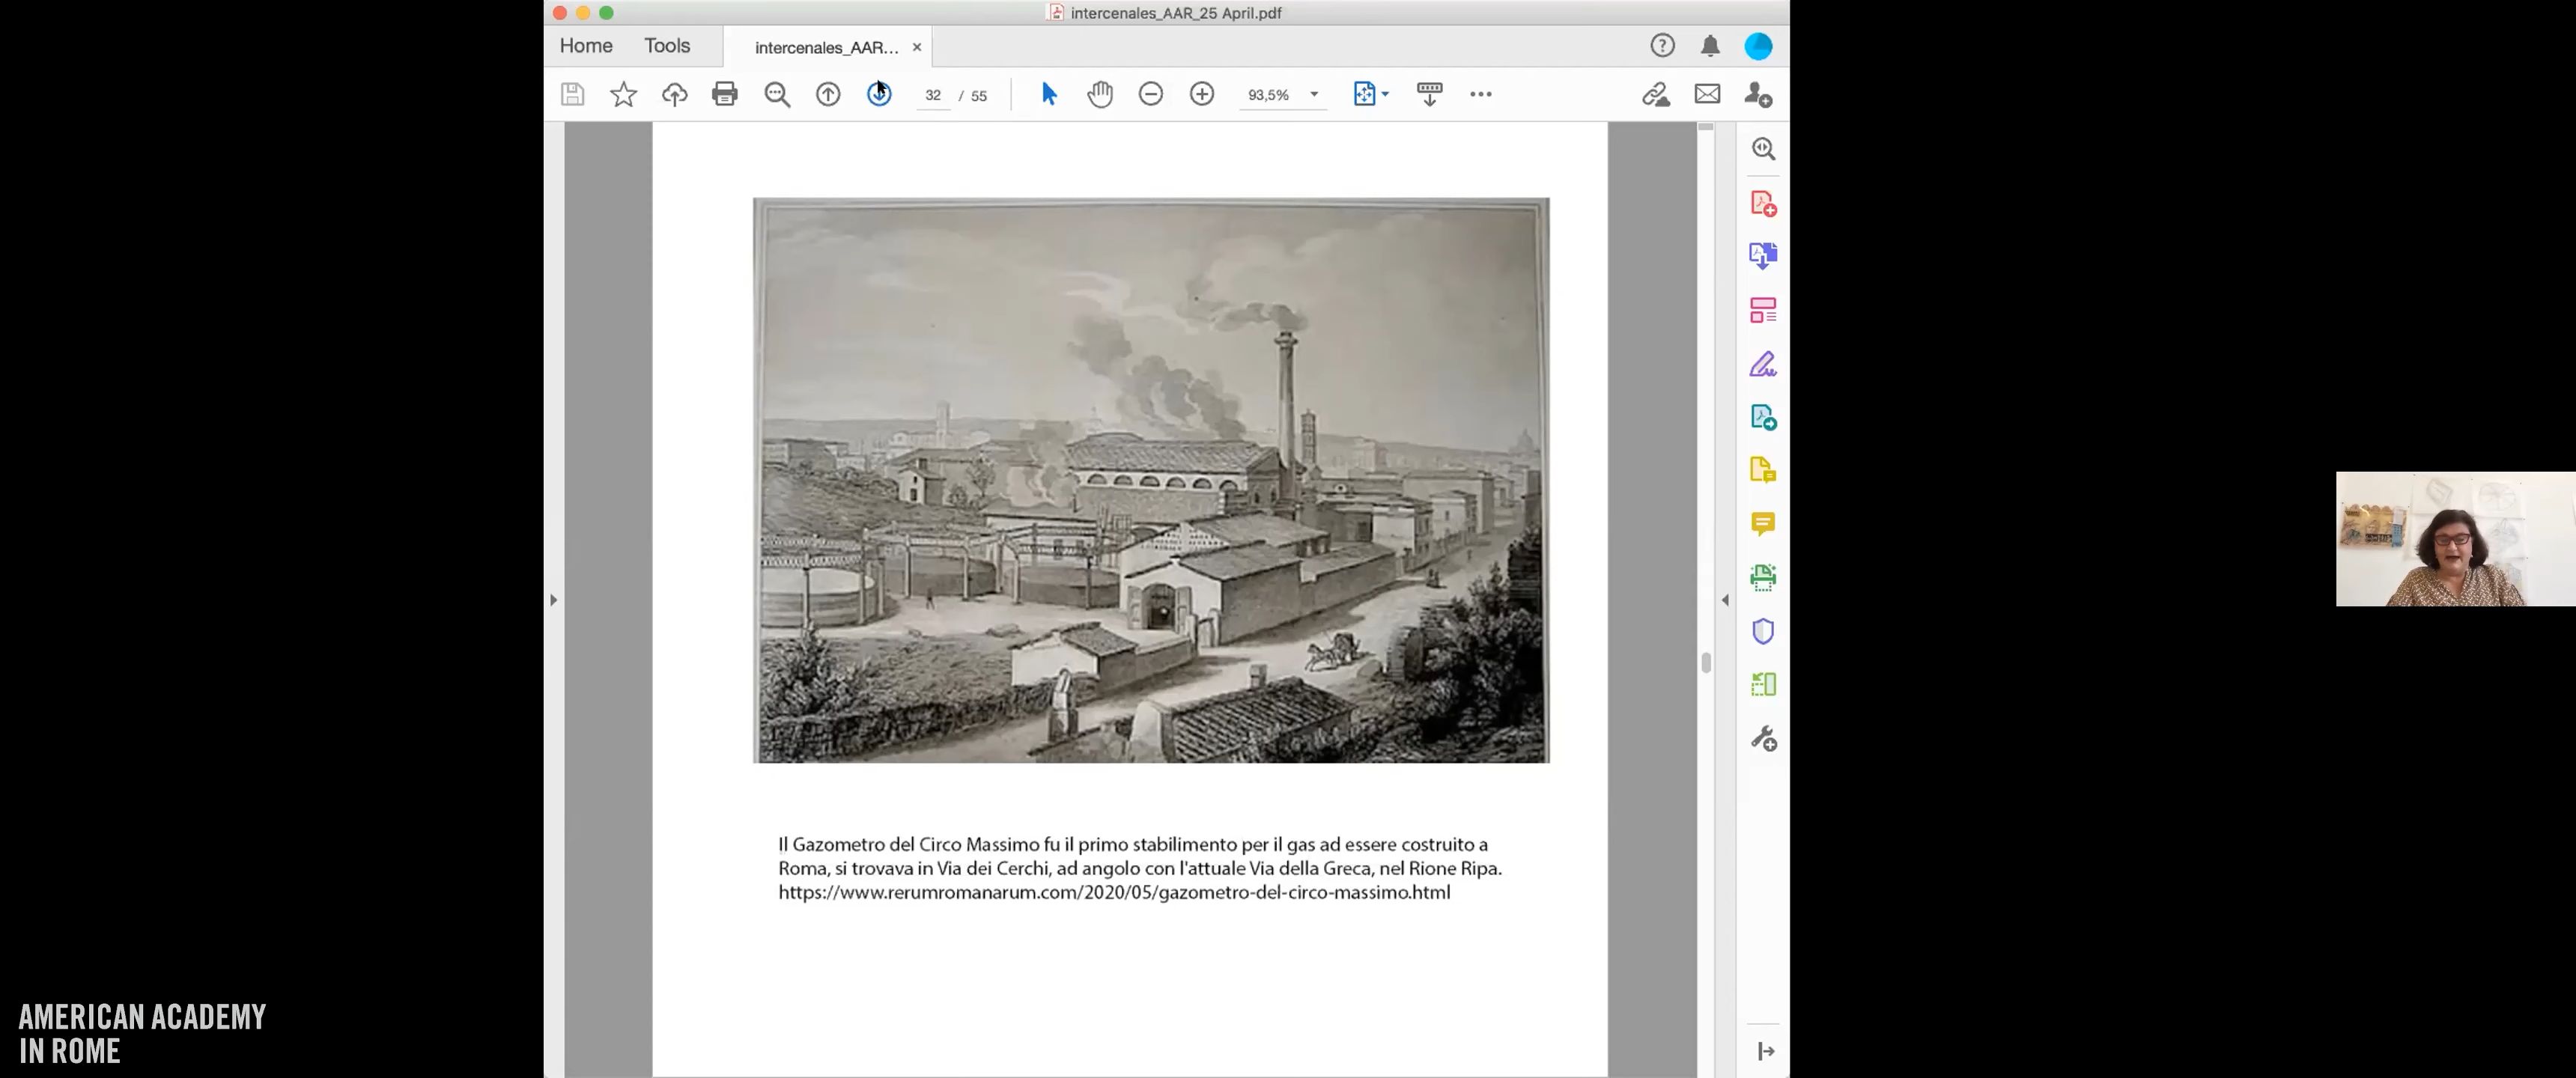 intercenales_AAR_25 April.pdf
Home Tools intercenales_AAR...
32 / 55 93,5%
Il Gazometro del Circo Massimo fu il primo stabilimento per il gas ad essere costruito a
Roma, si trovava in Via dei Cerchi, ad angolo con l'attuale Via della Greca, nel Rione Ripa.
https://www.rerumromanarum.com/2020/05/gazometro-del-circo-massimo.html
AMERICAN ACADEMY
IN ROME